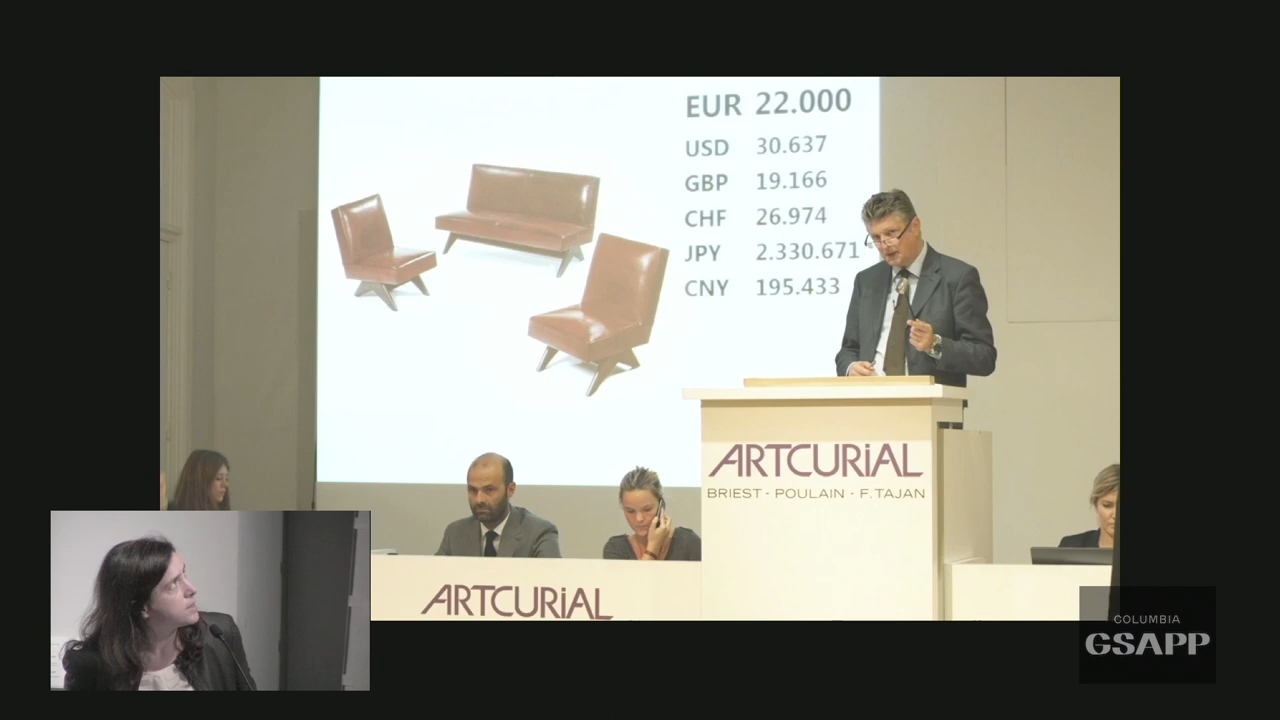 EUR 22.000
USD 30.637
GBP 19.166
CHF 26.974
JPY 2.330.671
CNY 195.433
ARTCURiAL
BRIEST - POULAIN - F. TAJAN
ARTCURiAL
COLUMBIA
GSAPP